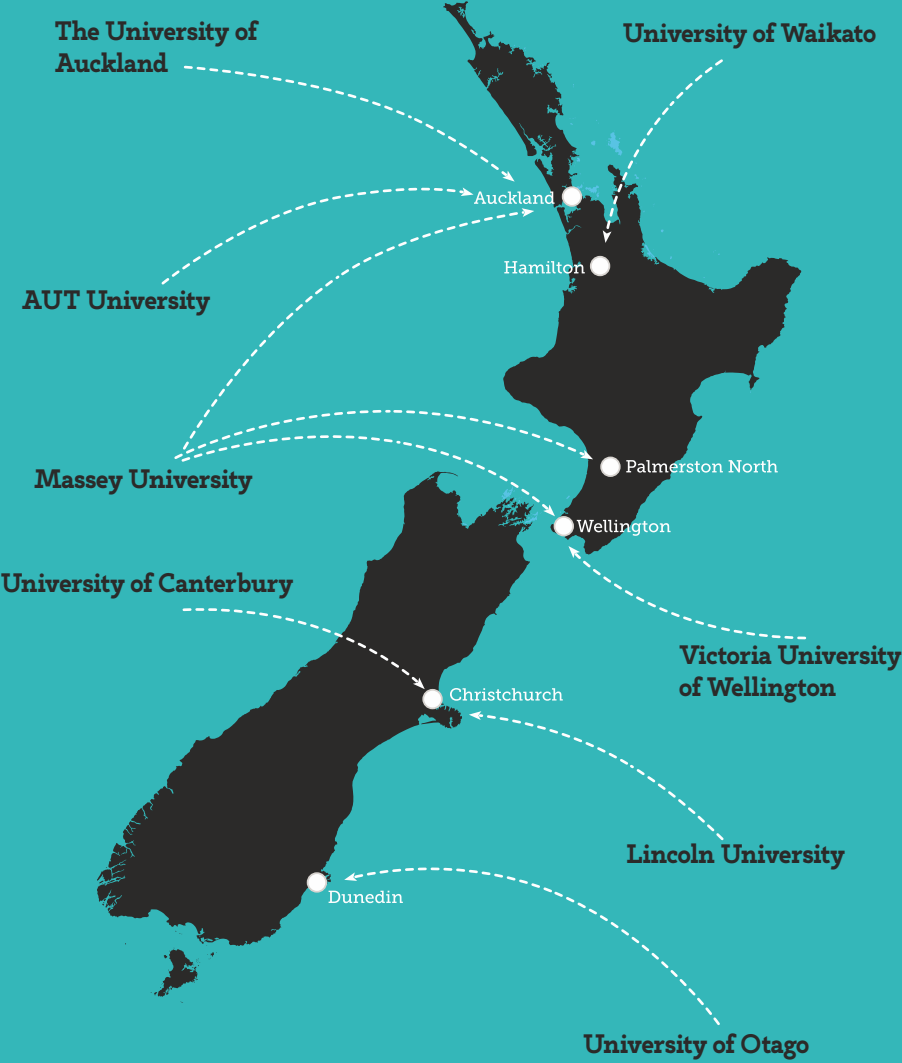 The University of
Auckland
University of Waikato
Auckland
Hamilton
AUT University
Palmerston North
Massey University
Wellington
University of Canterbury
Victoria University
of Wellington
Christchurch
Lincoln University
Dunedin
University of Otago